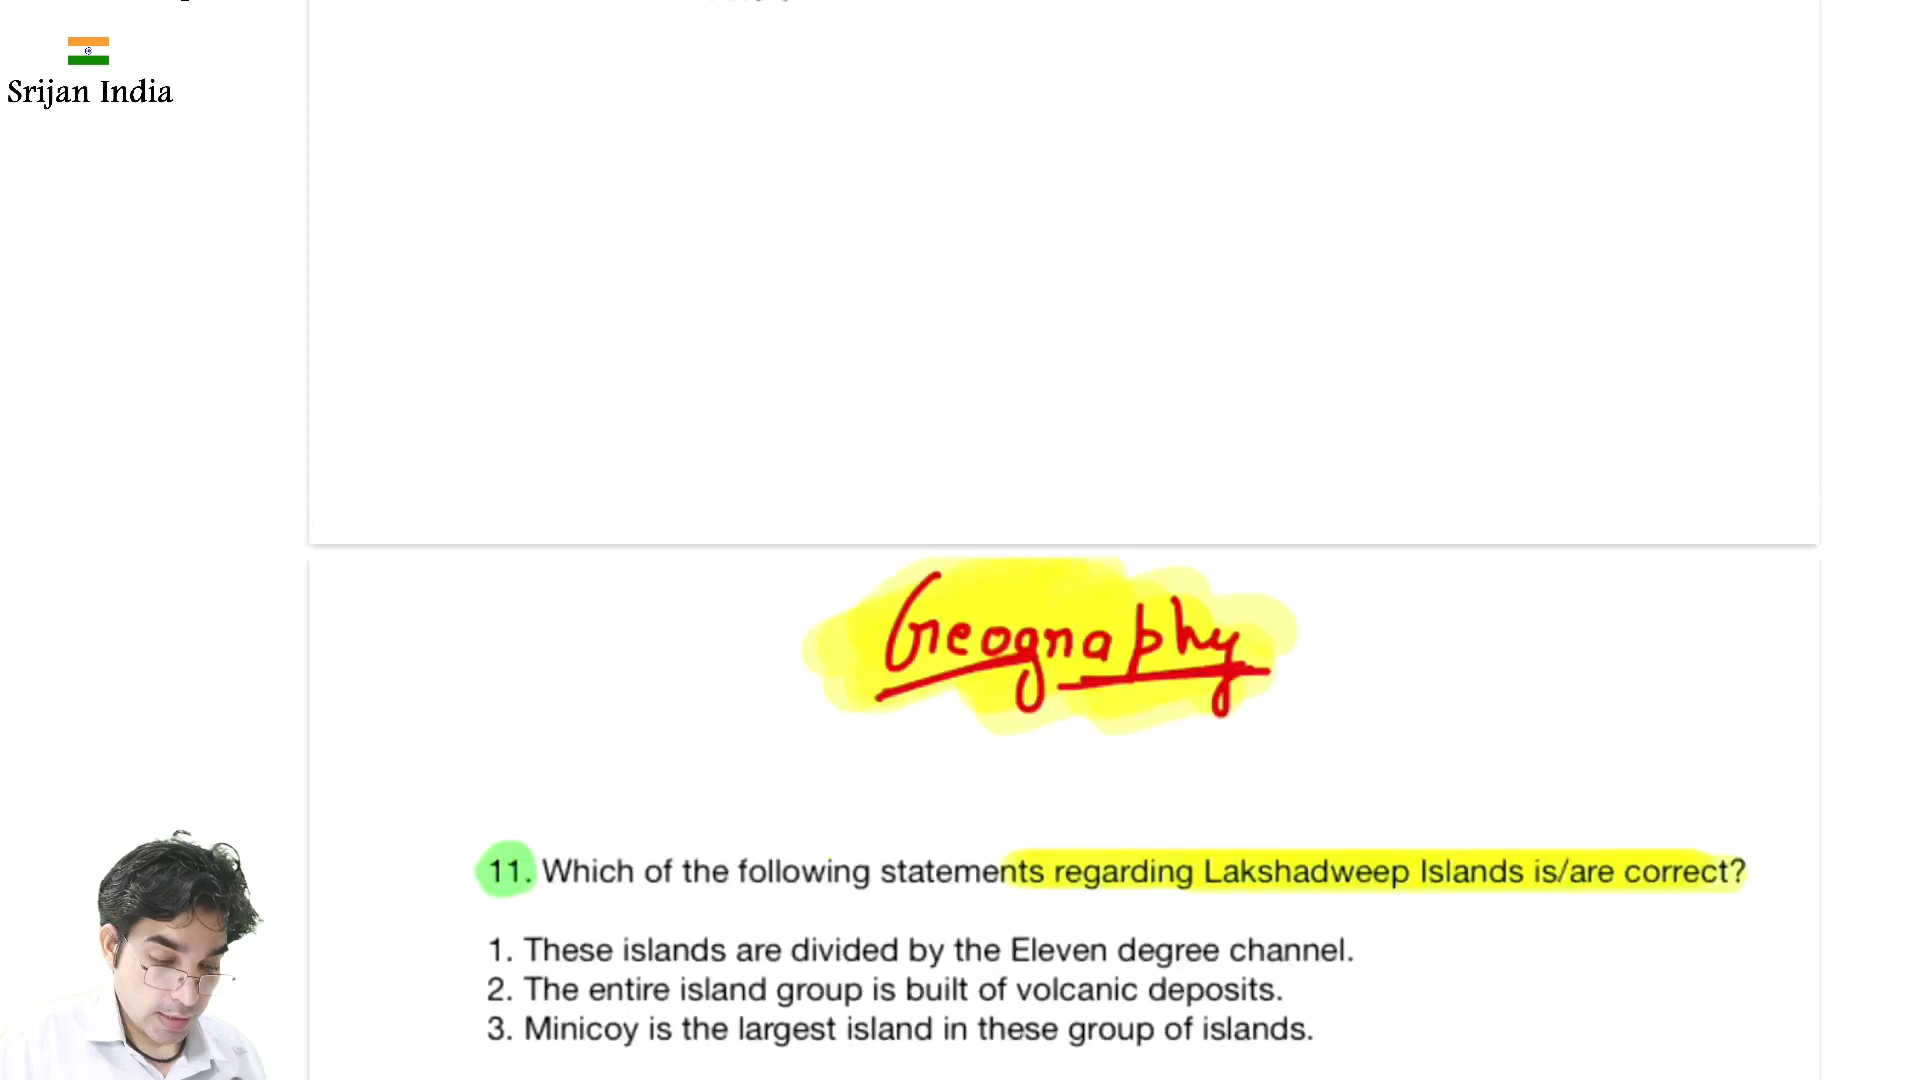 Srijan India
Geography
11. Which of the following statements regarding Lakshadweep Islands is/are correct?
1. These islands are divided by the Eleven degree channel.
2. The entire island group is built of volcanic deposits.
3. Minicoy is the largest island in these group of islands.